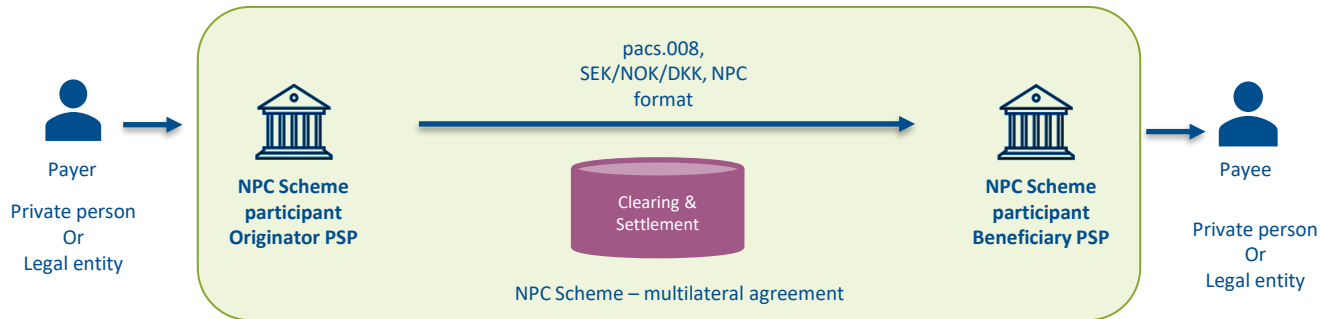 Payer
Private person
Or
Legal entity
NPC Scheme
participant
Originator PSP
pacs.008,
SEK/NOK/DKK, NPC
format
Clearing &
Settlement
NPC Scheme – multilateral agreement
NPC Scheme
participant
Beneficiary PSP
Payee
Private person
Or
Legal entity